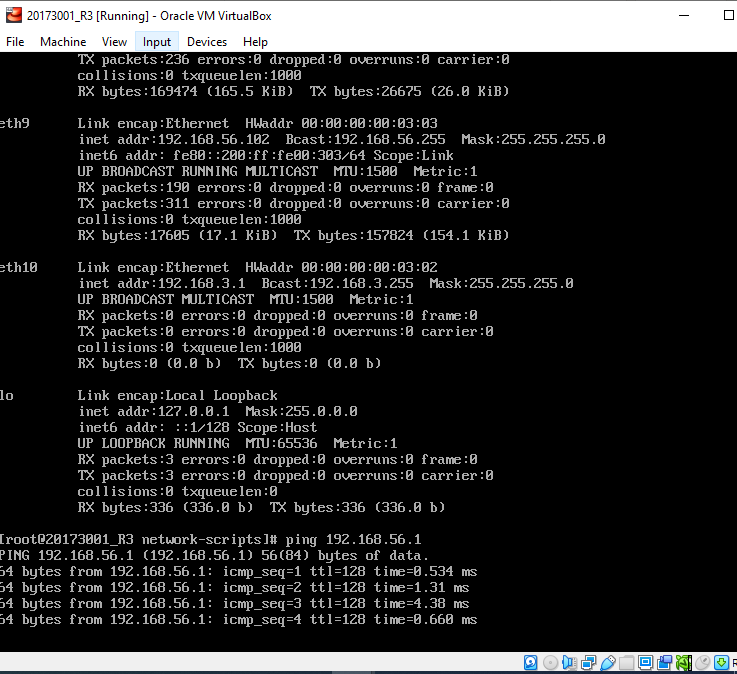 20173001_R3 [Running] - Oracle VM VirtualBox
File Machine View Input Devices Help
TX packets:236 errors:0 dropped:0 overruns:0 carrier:0
collisions:0 txqueuelen:1000
RX bytes:169474 (165.5 KiB)  TX bytes:26675 (26.0 KiB)
eth9 Link encap:Ethernet  HWaddr 00:00:00:00:03:03
inet addr:192.168.56.102  Bcast:192.168.56.255  Mask:255.255.255.0
inet6 addr: fe80::200:ff:fe00:303/64 Scope:Link
UP BROADCAST RUNNING MULTICAST  MTU:1500  Metric:1
RX packets:190 errors:0 dropped:0 overruns:0 frame:0
TX packets:311 errors:0 dropped:0 overruns:0 carrier:0
collisions:0 txqueuelen:1000
RX bytes:17605 (17.1 KiB)  TX bytes:157824 (154.1 KiB)
eth10 Link encap:Ethernet  HWaddr 00:00:00:00:03:02
inet addr:192.168.3.1  Bcast:192.168.3.255  Mask:255.255.255.0
UP BROADCAST MULTICAST  MTU:1500  Metric:1
RX packets:0 errors:0 dropped:0 overruns:0 frame:0
TX packets:0 errors:0 dropped:0 overruns:0 carrier:0
collisions:0 txqueuelen:1000
RX bytes:0 (0.0 b)  TX bytes:0 (0.0 b)
lo Link encap:Local Loopback
inet addr:127.0.0.1  Mask:255.0.0.0
inet6 addr: ::1/128 Scope:Host
UP LOOPBACK RUNNING  MTU:65536  Metric:1
RX packets:3 errors:0 dropped:0 overruns:0 frame:0
TX packets:3 errors:0 dropped:0 overruns:0 carrier:0
collisions:0 txqueuelen:0
RX bytes:336 (336.0 b)  TX bytes:336 (336.0 b)
[root@20173001_R3 network-scripts]# ping 192.168.56.1
PING 192.168.56.1 (192.168.56.1) 56(84) bytes of data.
64 bytes from 192.168.56.1: icmp_seq=1 ttl=128 time=0.534 ms
64 bytes from 192.168.56.1: icmp_seq=2 ttl=128 time=1.31 ms
64 bytes from 192.168.56.1: icmp_seq=3 ttl=128 time=4.38 ms
64 bytes from 192.168.56.1: icmp_seq=4 ttl=128 time=0.660 ms